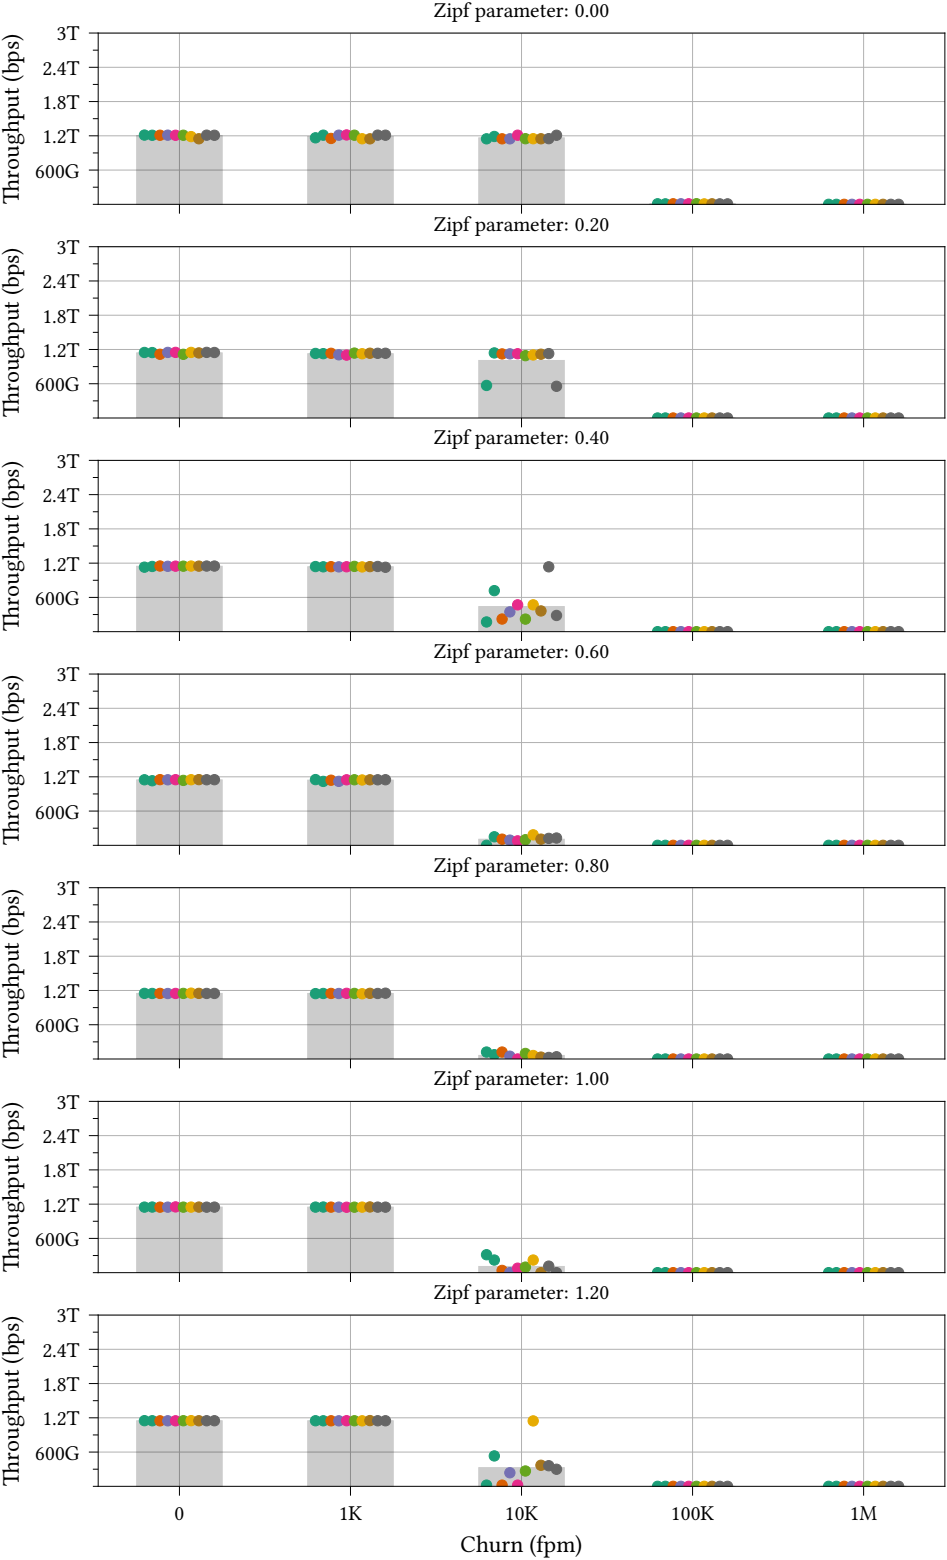 Zipf parameter: 0.00
Throughput (bps)
3T
2.4T
1.8T
1.2T
600G
Zipf parameter: 0.20
Throughput (bps)
3T
2.4T
1.8T
1.2T
600G
Zipf parameter: 0.40
Throughput (bps)
3T
2.4T
1.8T
1.2T
600G
Zipf parameter: 0.60
Throughput (bps)
3T
2.4T
1.8T
1.2T
600G
Zipf parameter: 0.80
Throughput (bps)
3T
2.4T
1.8T
1.2T
600G
Zipf parameter: 1.00
Throughput (bps)
3T
2.4T
1.8T
1.2T
600G
Zipf parameter: 1.20
Throughput (bps)
3T
2.4T
1.8T
1.2T
600G
0 1K 10K 100K 1M
Churn (fpm)